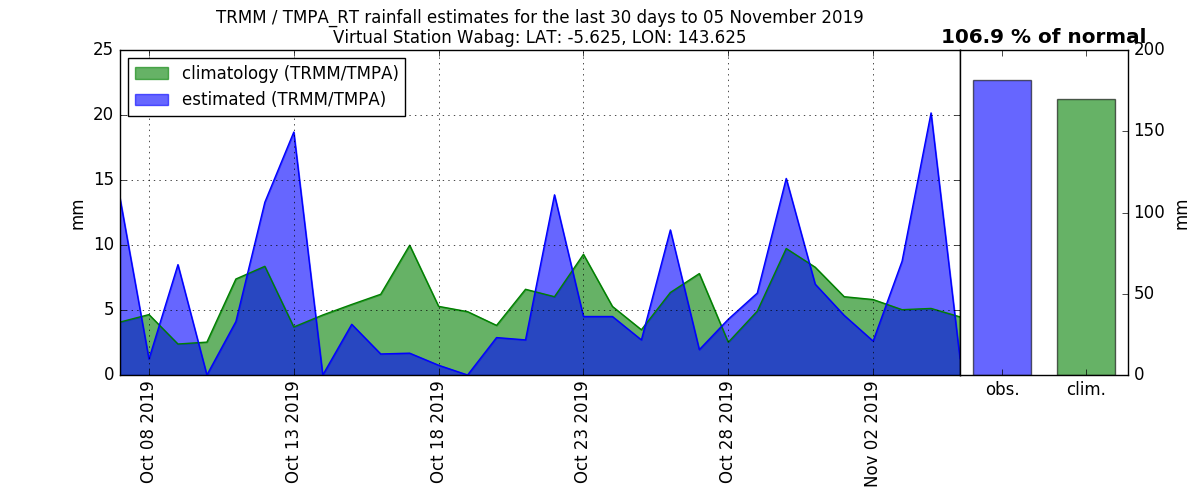 TRMM / TMPA_RT rainfall estimates for the last 30 days to 05 November 2019
Virtual Station Wabag: LAT: -5.625, LON: 143.625
106.9 % of normal
climatology (TRMM/TMPA)
estimated (TRMM/TMPA)
25
20
15
10
5
0
mm
200
150
100
50
0
mm
Oct 08 2019
Oct 13 2019
Oct 18 2019
Oct 23 2019
Oct 28 2019
Nov 02 2019
obs.
clim.